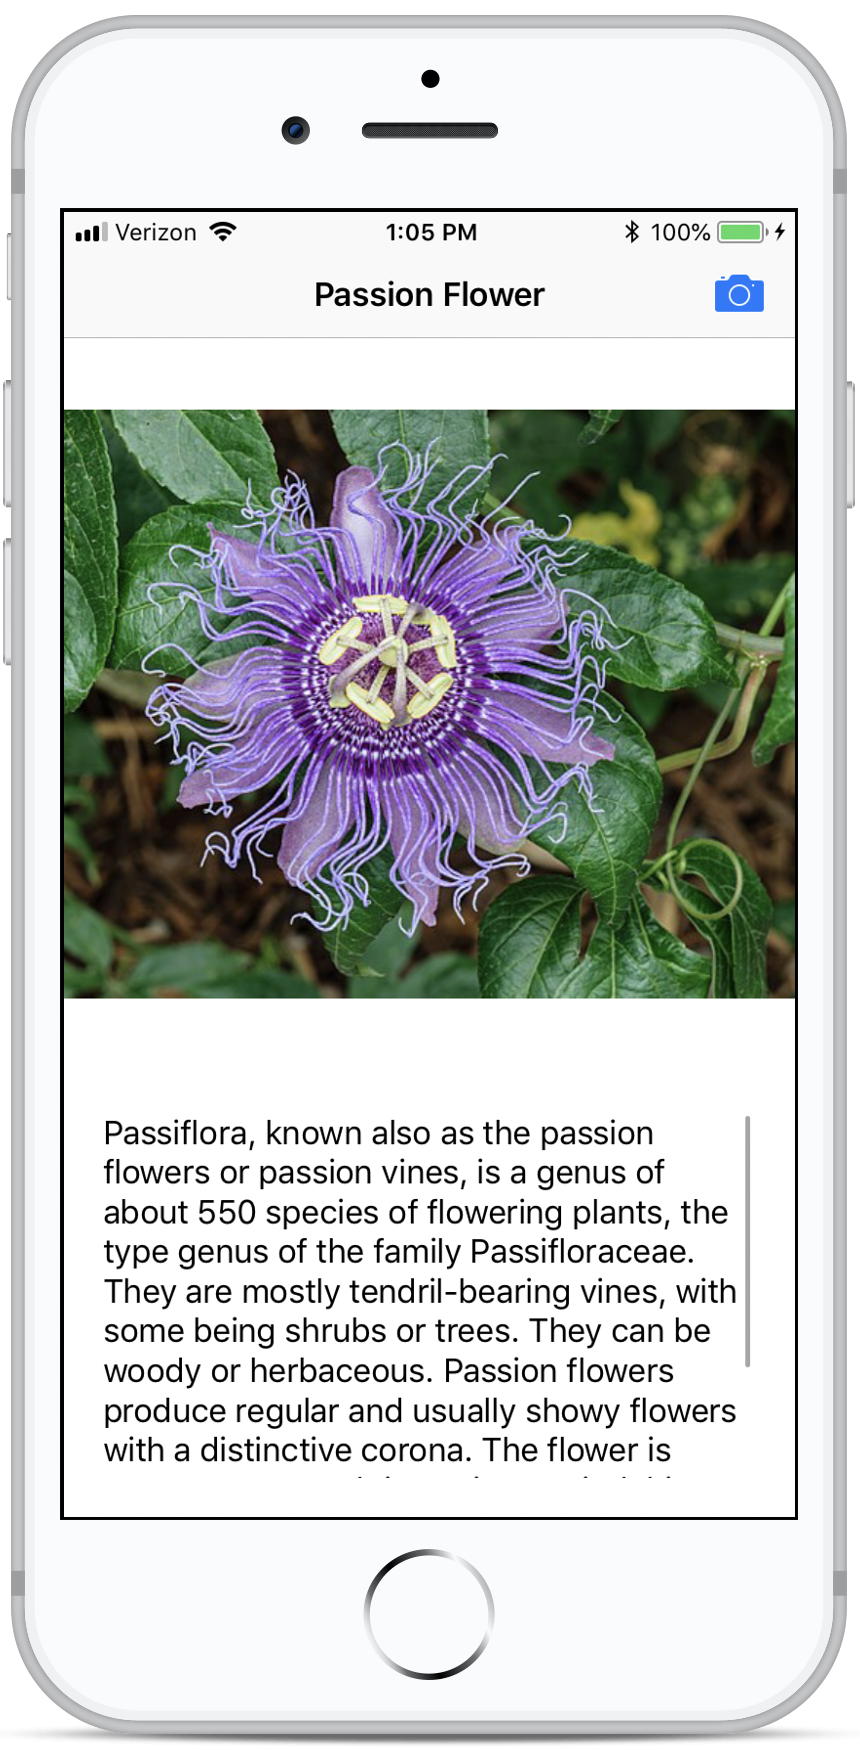 Verizon 1:05 PM 100%
Passion Flower
Passiflora, known also as the passion
flowers or passion vines, is a genus of
about 550 species of flowering plants, the
type genus of the family Passifloraceae.
They are mostly tendril-bearing vines, with
some being shrubs or trees. They can be
woody or herbaceous. Passion flowers
produce regular and usually showy flowers
with a distinctive corona. The flower is